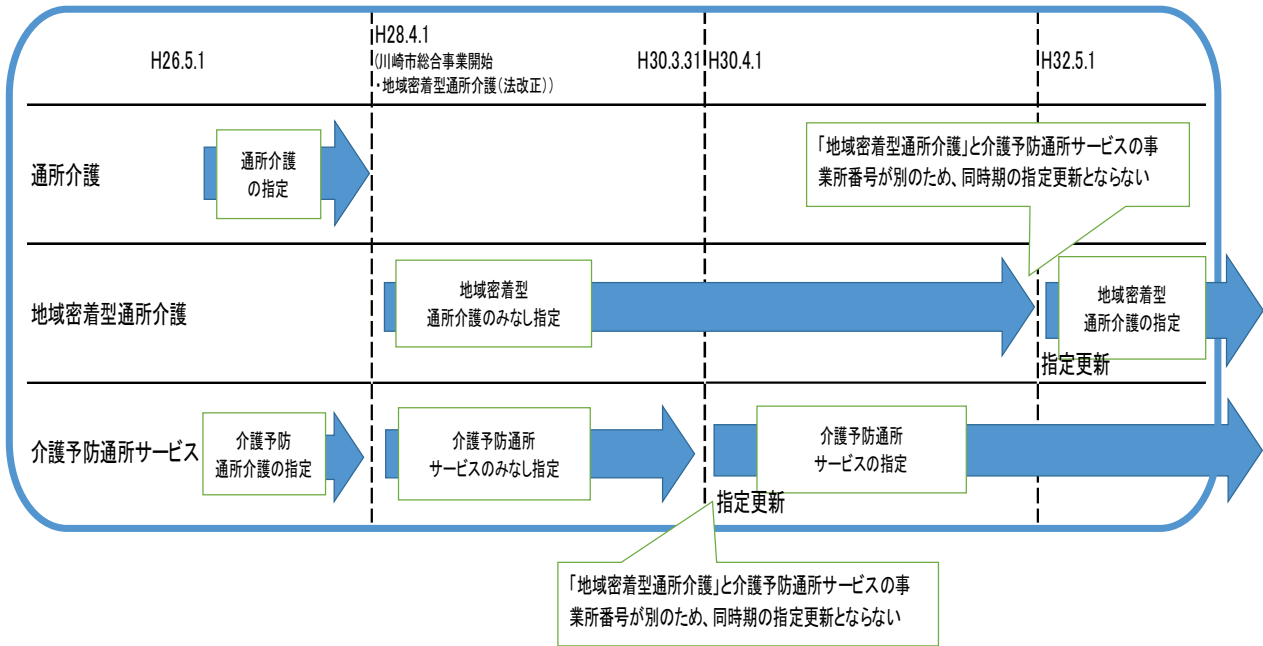 H26.5.1
H28.4.1
(川崎市総合事業開始
・地域密着型通所介護(法改正))
H30.3.31
H30.4.1
H32.5.1
通所介護
通所介護
の指定
「地域密着型通所介護」と介護予防通所サービスの事
業所番号が別のため、同時期の指定更新とならない
地域密着型通所介護
地域密着型
通所介護のみなし指定
地域密着型
通所介護の指定
指定更新
介護予防通所サービス
介護予防
通所介護の指定
介護予防通所
サービスのみなし指定
介護予防通所
サービスの指定
指定更新
「地域密着型通所介護」と介護予防通所サービスの事
業所番号が別のため、同時期の指定更新とならない